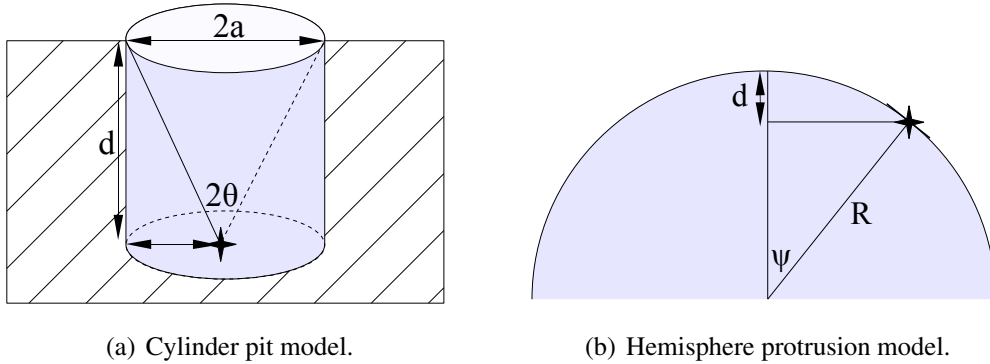 2a
d
2θ
(a) Cylinder pit model.
d
R
ψ
(b) Hemisphere protrusion model.